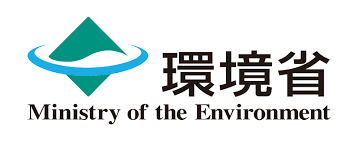 環境省
Ministry of the Environment